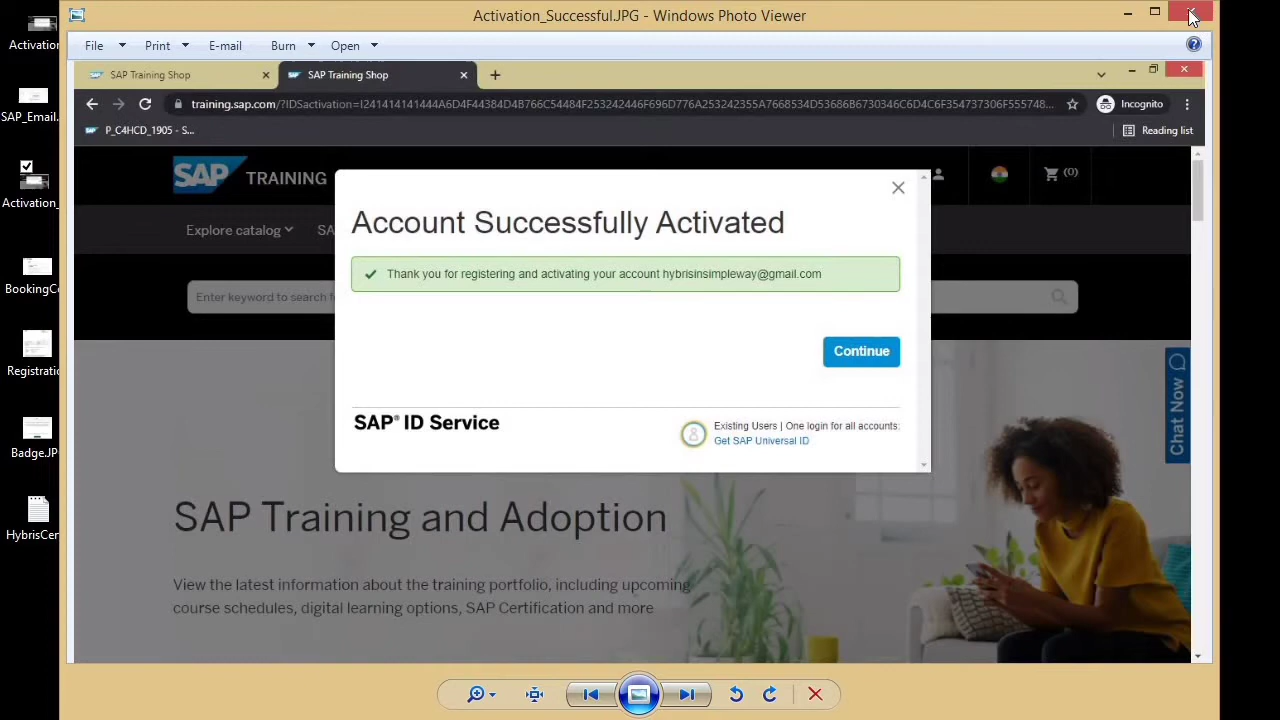 Activation_Successful.JPG - Windows Photo Viewer
File Print E-mail Burn Open
SAP Training Shop
SAP Training Shop
training.sap.com/?IDSactivation=
Incognito
P_C4HCD_1905 - S...
Reading list
SAP TRAINING
(0)
Explore catalog
SA
Enter keyword to search f
Account Successfully Activated
Thank you for registering and activating your account hybrisinsimpleway@gmail.com
Continue
SAP® ID Service
Existing Users | One login for all accounts:
Get SAP Universal ID
Chat Now
SAP Training and Adoption
View the latest information about the training portfolio, including upcoming
course schedules, digital learning options, SAP Certification and more
Activation
SAP_Email.
Activation_
BookingCo
Registratio
Badge.JP
HybrisCer